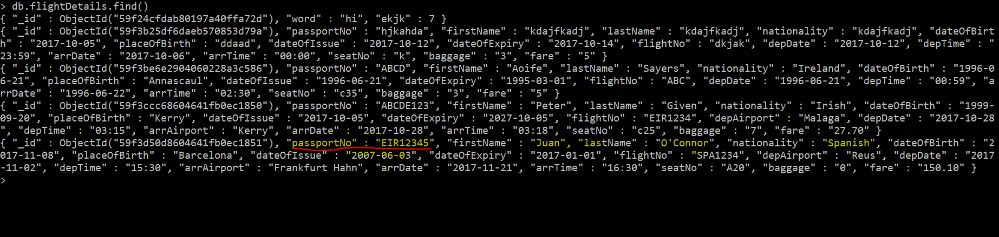 > db.flightDetails.find()
{ "_id" : ObjectId("59f24cfdab80197a40ffa72d"), "word" : "hi", "ekjk" : 7 }
{ "_id" : ObjectId("59f3b25df6daeb570853d79a"), "passportNo" : "hjkahda", "firstName" : "kdajfkadj", "lastName" : "kdajfkadj", "nationality" : "kdajfkadj", "dateOfBirt
h" : "2017-10-05", "placeOfBirth" : "ddaad", "dateOfIssue" : "2017-10-12", "dateOfExpiry" : "2017-10-14", "flightNo" : "dkjak", "depDate" : "2017-10-12", "depTime" : "
23:59", "arrDate" : "2017-10-06", "arrTime" : "00:00", "seatNo" : "k", "baggage" : "3", "fare" : "5" }
{ "_id" : ObjectId("59f3be6e2904060228a3c586"), "passportNo" : "ABCD", "firstName" : "Aoife", "lastName" : "Sayers", "nationality" : "Ireland", "dateOfBirth" : "1996-0
6-21", "placeOfBirth" : "Annascaul", "dateOfIssue" : "1996-06-21", "dateOfExpiry" : "1995-03-01", "flightNo" : "ABC", "depDate" : "1996-06-21", "depTime" : "00:59", "a
rrDate" : "1996-06-22", "arrTime" : "02:30", "seatNo" : "c35", "baggage" : "3", "fare" : "5" }
{ "_id" : ObjectId("59f3ccc68604641fb0ec1850"), "passportNo" : "ABCDE123", "firstName" : "Peter", "lastName" : "Given", "nationality" : "Irish", "dateOfBirth" : "1999-
09-20", "placeOfBirth" : "Kerry", "dateOfIssue" : "2017-10-05", "dateOfExpiry" : "2027-10-05", "flightNo" : "EIR1234", "depAirport" : "Malaga", "depDate" : "2017-10-28
", "depTime" : "03:15", "arrAirport" : "Kerry", "arrDate" : "2017-10-28", "arrTime" : "03:18", "seatNo" : "c25", "baggage" : "7", "fare" : "27.70" }
{ "_id" : ObjectId("59f3d50d8604641fb0ec1851"), "passportNo" : "EIR12345", "firstName" : "Juan", "lastName" : "O'Connor", "nationality" : "Spanish", "dateOfBirth" : "2
017-11-08", "placeOfBirth" : "Barcelona", "dateOfIssue" : "2007-06-03", "dateOfExpiry" : "2017-01-01", "flightNo" : "SPA1234", "depAirport" : "Reus", "depDate" : "2017
-11-02", "depTime" : "15:30", "arrAirport" : "Frankfurt Hahn", "arrDate" : "2017-11-21", "arrTime" : "16:30", "seatNo" : "A20", "baggage" : "0", "fare" : "150.10" }
>